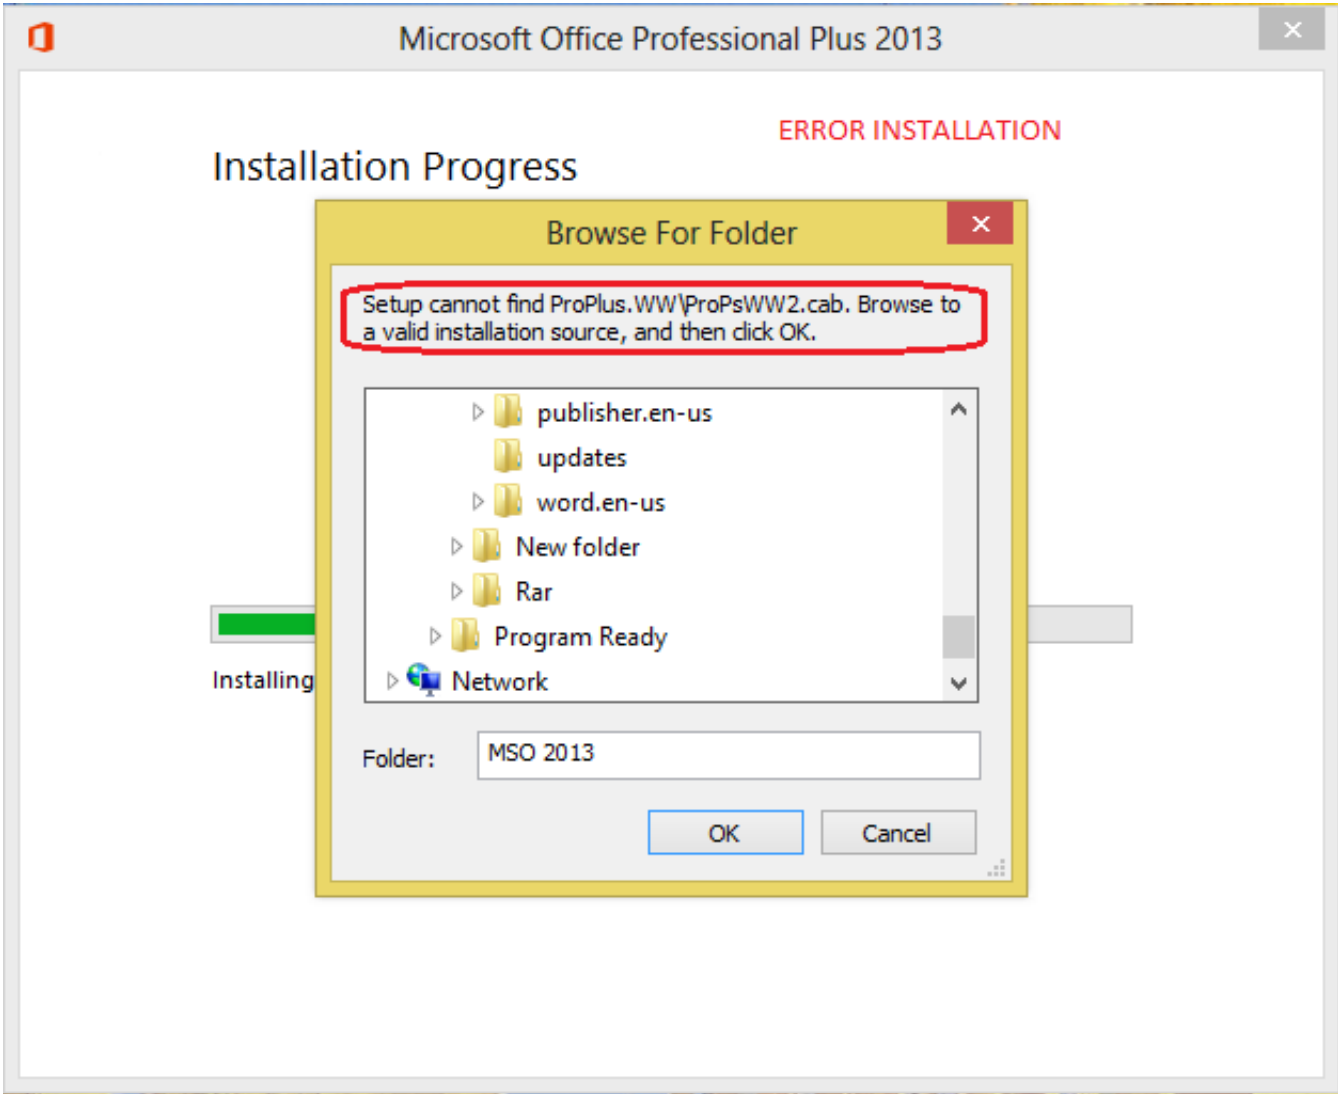 Microsoft Office Professional Plus 2013
ERROR INSTALLATION
Installation Progress
Browse For Folder
Setup cannot find ProPlus.WW\ProPsWW2.cab. Browse to
a valid installation source, and then click OK.
publisher.en-us
updates
word.en-us
New folder
Rar
Program Ready
Network
Installing
Folder: MSO 2013
OK Cancel